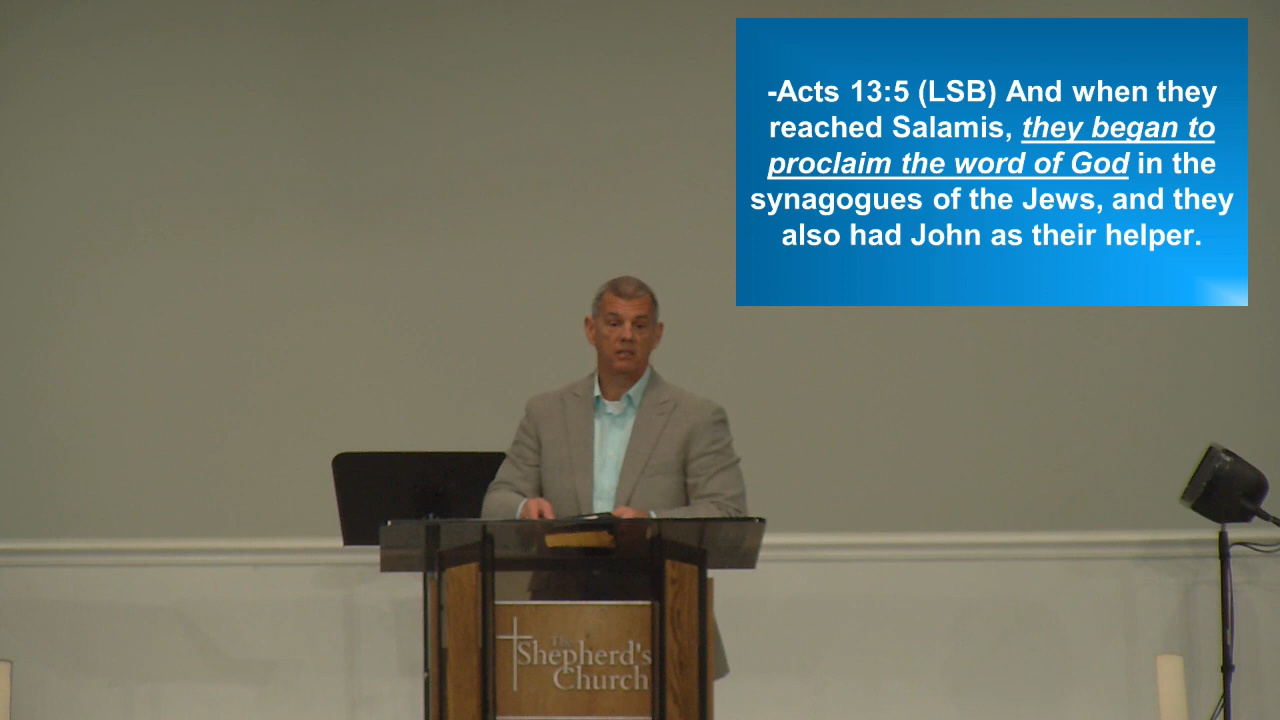 -Acts 13:5 (LSB) And when they
reached Salamis, they began to
proclaim the word of God in the
synagogues of the Jews, and they
also had John as their helper.
The
Shepherd's
Church